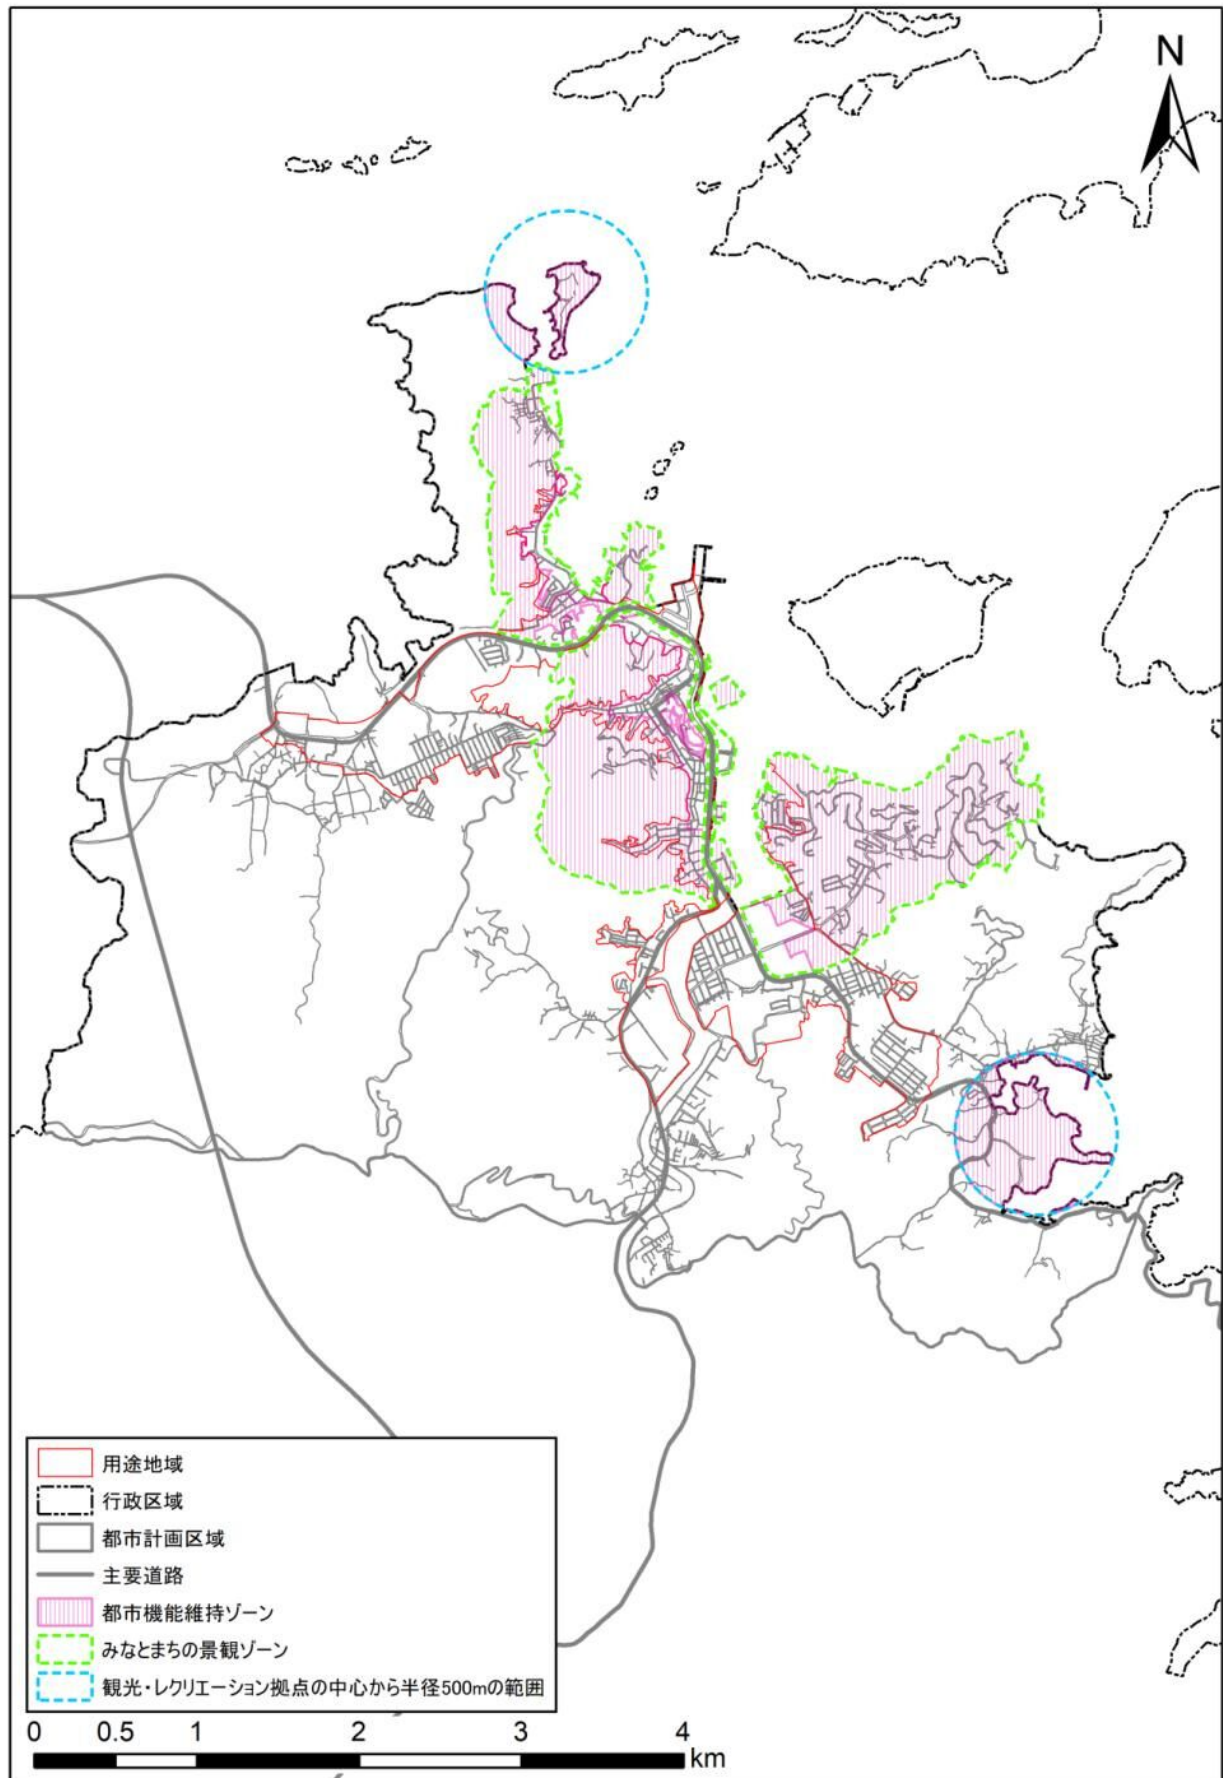 N
用途地域
行政区域
都市計画区域
主要道路
都市機能維持ゾーン
みなとまちの景観ゾーン
観光・レクリエーション拠点の中心から半径500mの範囲
0 0.5 1 2 3 4
km